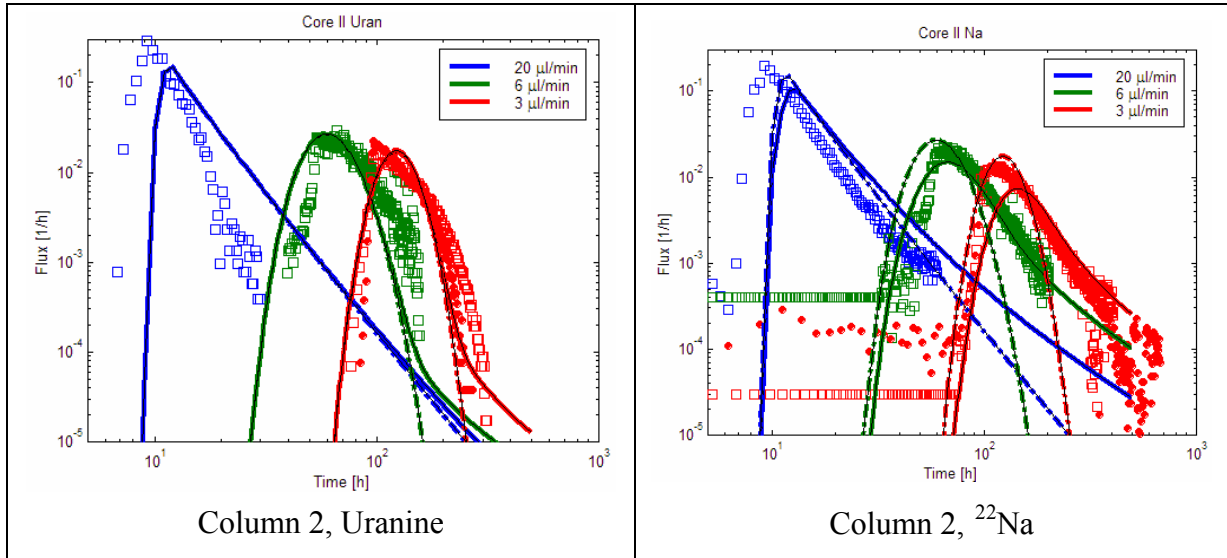 Core II Uran
20 µl/min
6 µl/min
3 µl/min
Flux [1/h]
10⁻¹
10⁻²
10⁻³
10⁻⁴
10⁻⁵
10¹
10²
10³
Time [h]
Column 2, Uranine
Core II Na
20 µl/min
6 µl/min
3 µl/min
Flux [1/h]
10⁻¹
10⁻²
10⁻³
10⁻⁴
10⁻⁵
10¹
10²
10³
Time [h]
Column 2, ²²Na